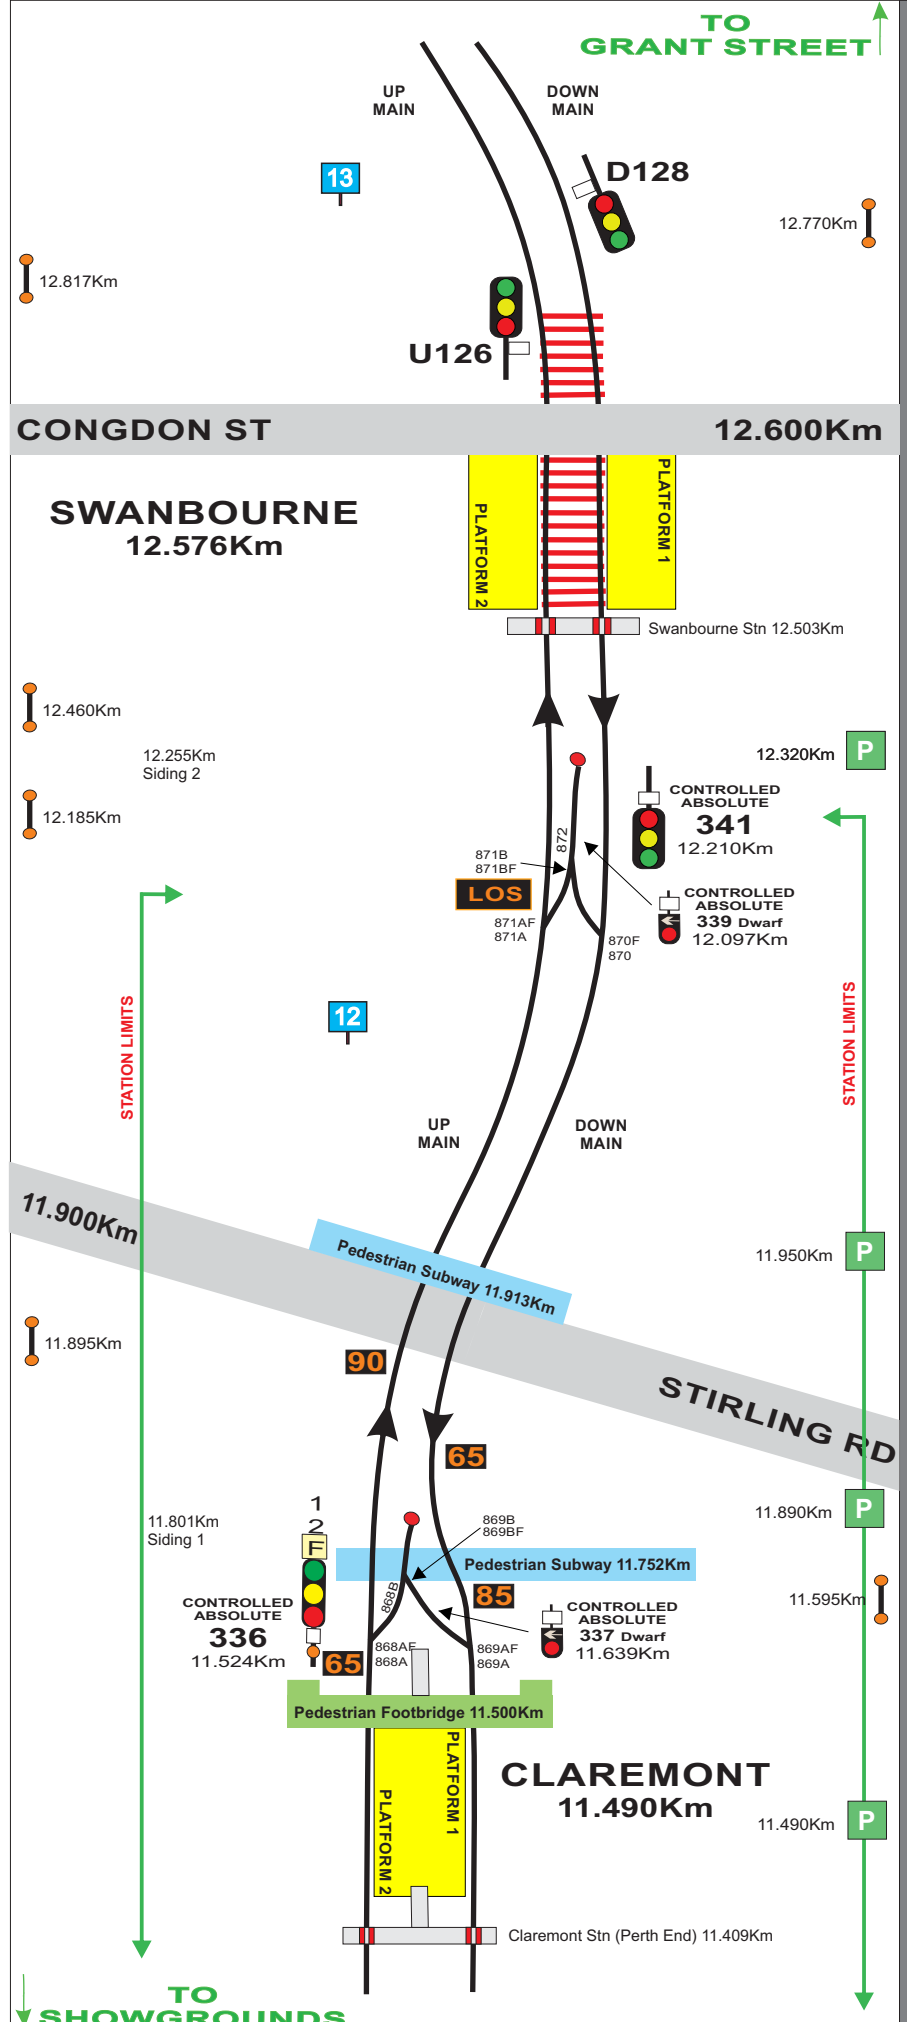 TO
GRANT STREET
UP
MAIN
DOWN
MAIN
D128
13
12.770Km
12.817Km
U126
CONGDON ST
12.600Km
PLATFORM 2
PLATFORM 1
SWANBOURNE
12.576Km
Swanbourne Stn 12.503Km
12.460Km
12.255Km
Siding 2
12.320Km
P
12.185Km
CONTROLLED
ABSOLUTE
341
12.210Km
872
871B
871BF
LOS
CONTROLLED
ABSOLUTE
339 Dwarf
12.097Km
871AF
871A
870F
870
STATION LIMITS
STATION LIMITS
12
UP
MAIN
DOWN
MAIN
11.900Km
Pedestrian Subway 11.913Km
11.950Km
P
11.895Km
90
STIRLING RD
65
1
2
F
11.801Km
Siding 1
869B
869BF
11.890Km
P
Pedestrian Subway 11.752Km
868B
85
11.595Km
CONTROLLED
ABSOLUTE
336
11.524Km
65
CONTROLLED
ABSOLUTE
337 Dwarf
11.639Km
868AF
868A
869AF
869A
Pedestrian Footbridge 11.500Km
PLATFORM 1
PLATFORM 2
CLAREMONT
11.490Km
11.490Km
P
Claremont Stn (Perth End) 11.409Km
TO
SHOWGROUNDS